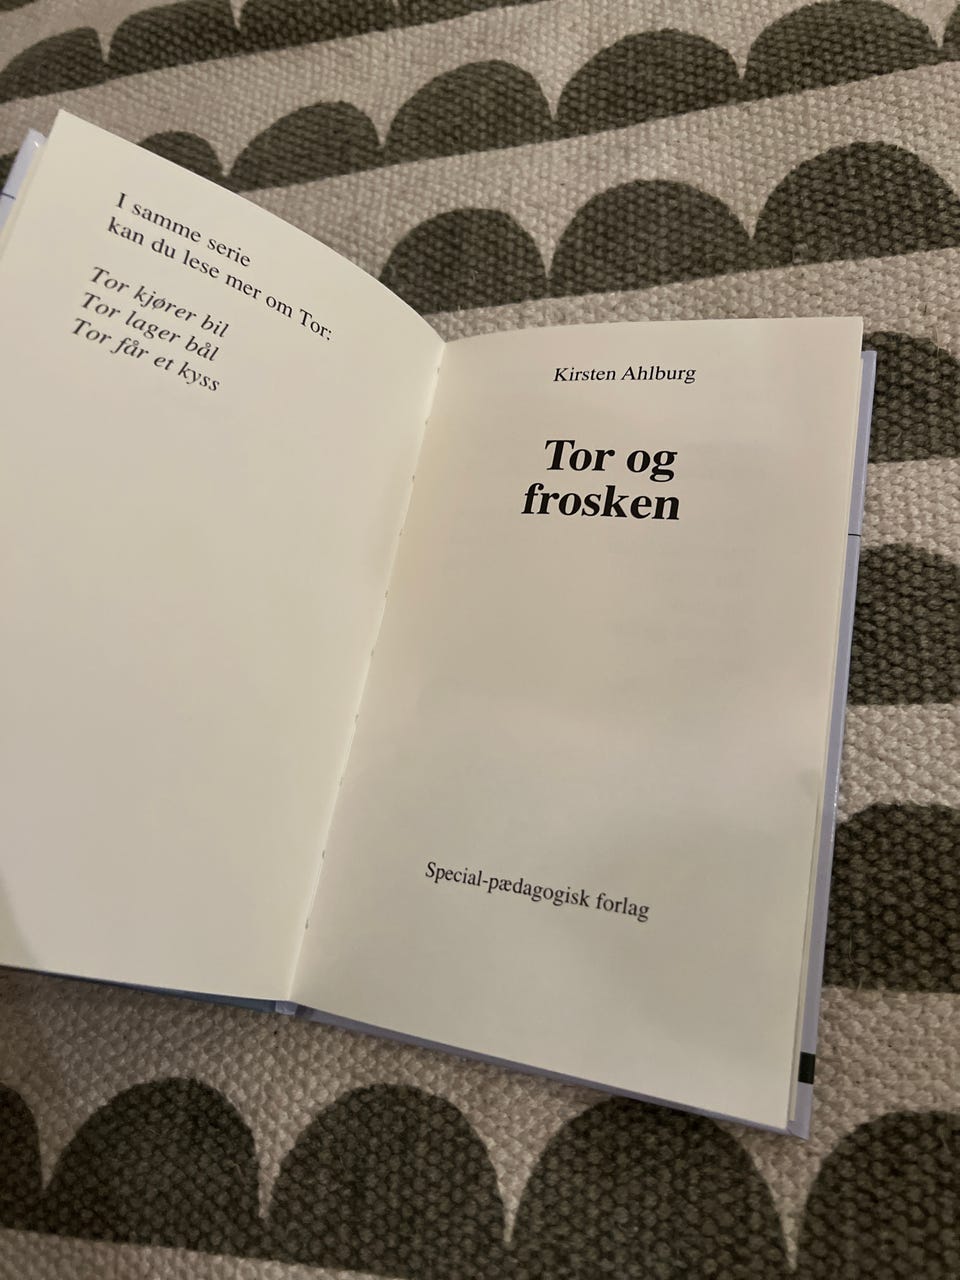 I samme serie
kan du lese mer om Tor:
Tor kjører bil
Tor lager bål
Tor får et kyss
Kirsten Ahlburg
Tor og
frosken
Special-pædagogisk forlag